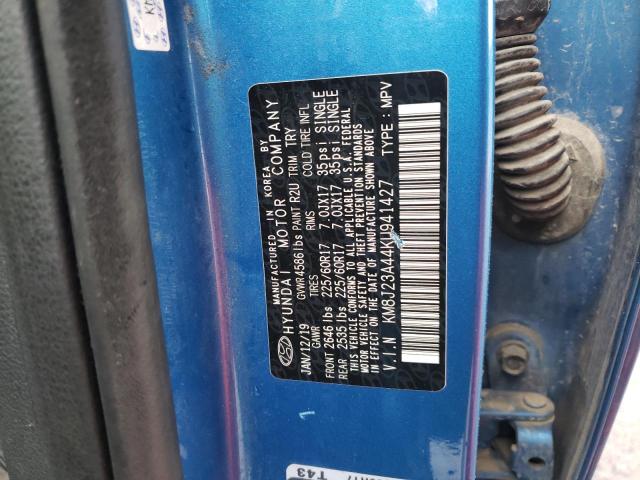 MANUFACTURED IN KOREA BY
HYUNDAI MOTOR COMPANY
JAN/12/19 GVWR 4586 lbs PAINT R2U TRIM TRY
GAWR TIRES RIMS COLD TIRE INFL
FRONT 2646 lbs 225/60R17 7.0JX17 35psi SINGLE
REAR 2535 lbs 225/60R17 7.0JX17 35psi SINGLE
THIS VEHICLE CONFORMS TO ALL APPLICABLE U.S.A. FEDERAL
MOTOR VEHICLE SAFETY AND THEFT PREVENTION STANDARDS
IN EFFECT ON THE DATE OF MANUFACTURE SHOWN ABOVE.
V.I.N KM8J23A44KU941427 TYPE : MPV
T43